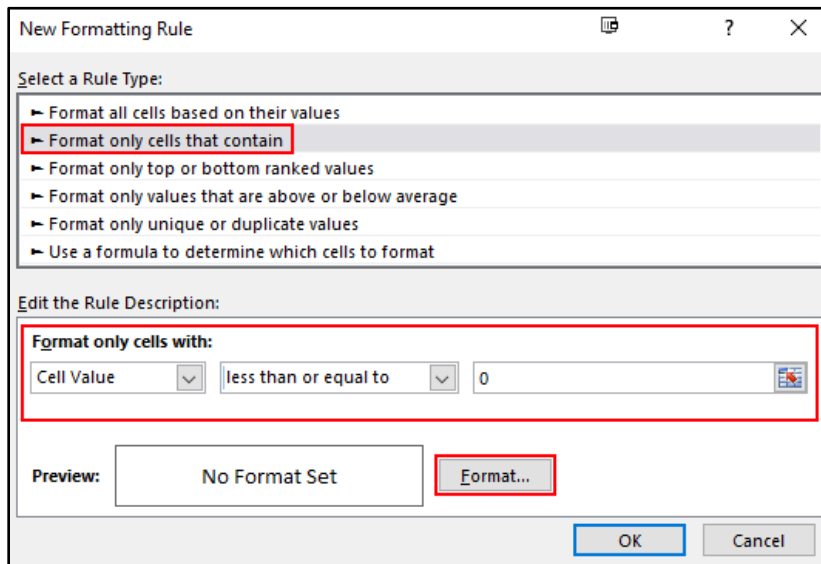 New Formatting Rule ? ×
Select a Rule Type:
► Format all cells based on their values
► Format only cells that contain
► Format only top or bottom ranked values
► Format only values that are above or below average
► Format only unique or duplicate values
► Use a formula to determine which cells to format
Edit the Rule Description:
Format only cells with:
Cell Value less than or equal to 0
Preview: No Format Set Format...
OK Cancel